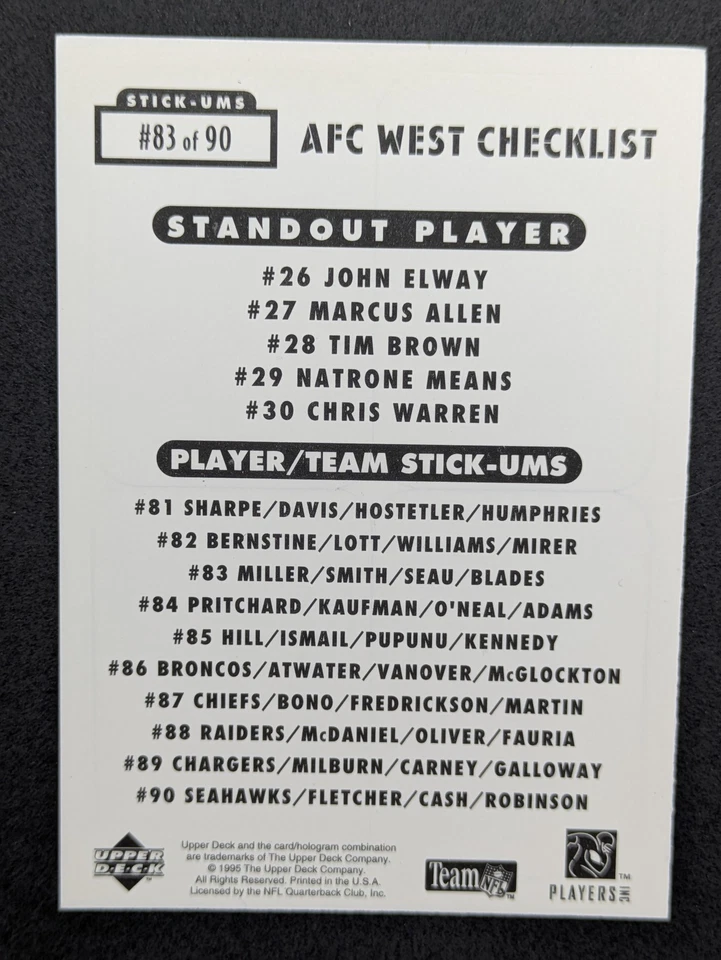 STICK-UMS
#83 of 90
AFC WEST CHECKLIST
STANDOUT PLAYER
#26 JOHN ELWAY
#27 MARCUS ALLEN
#28 TIM BROWN
#29 NATRONE MEANS
#30 CHRIS WARREN
PLAYER/TEAM STICK-UMS
#81 SHARPE/DAVIS/HOSTETLER/HUMPHRIES
#82 BERNSTINE/LOTT/WILLIAMS/MIRER
#83 MILLER/SMITH/SEAU/BLADES
#84 PRITCHARD/KAUFMAN/O'NEAL/ADAMS
#85 HILL/ISMAIL/PUPUNU/KENNEDY
#86 BRONCOS/ATWATER/VANOVER/McGLOCKTON
#87 CHIEFS/BONO/FREDRICKSON/MARTIN
#88 RAIDERS/McDANIEL/OLIVER/FAURIA
#89 CHARGERS/MILBURN/CARNEY/GALLOWAY
#90 SEAHAWKS/FLETCHER/CASH/ROBINSON
UPPER
DECK
Upper Deck and the card/hologram combination
are trademarks of The Upper Deck Company.
© 1995 The Upper Deck Company.
All Rights Reserved. Printed in the U.S.A.
Licensed by the NFL Quarterback Club, Inc.
Team NFL™
PLAYERS INC™